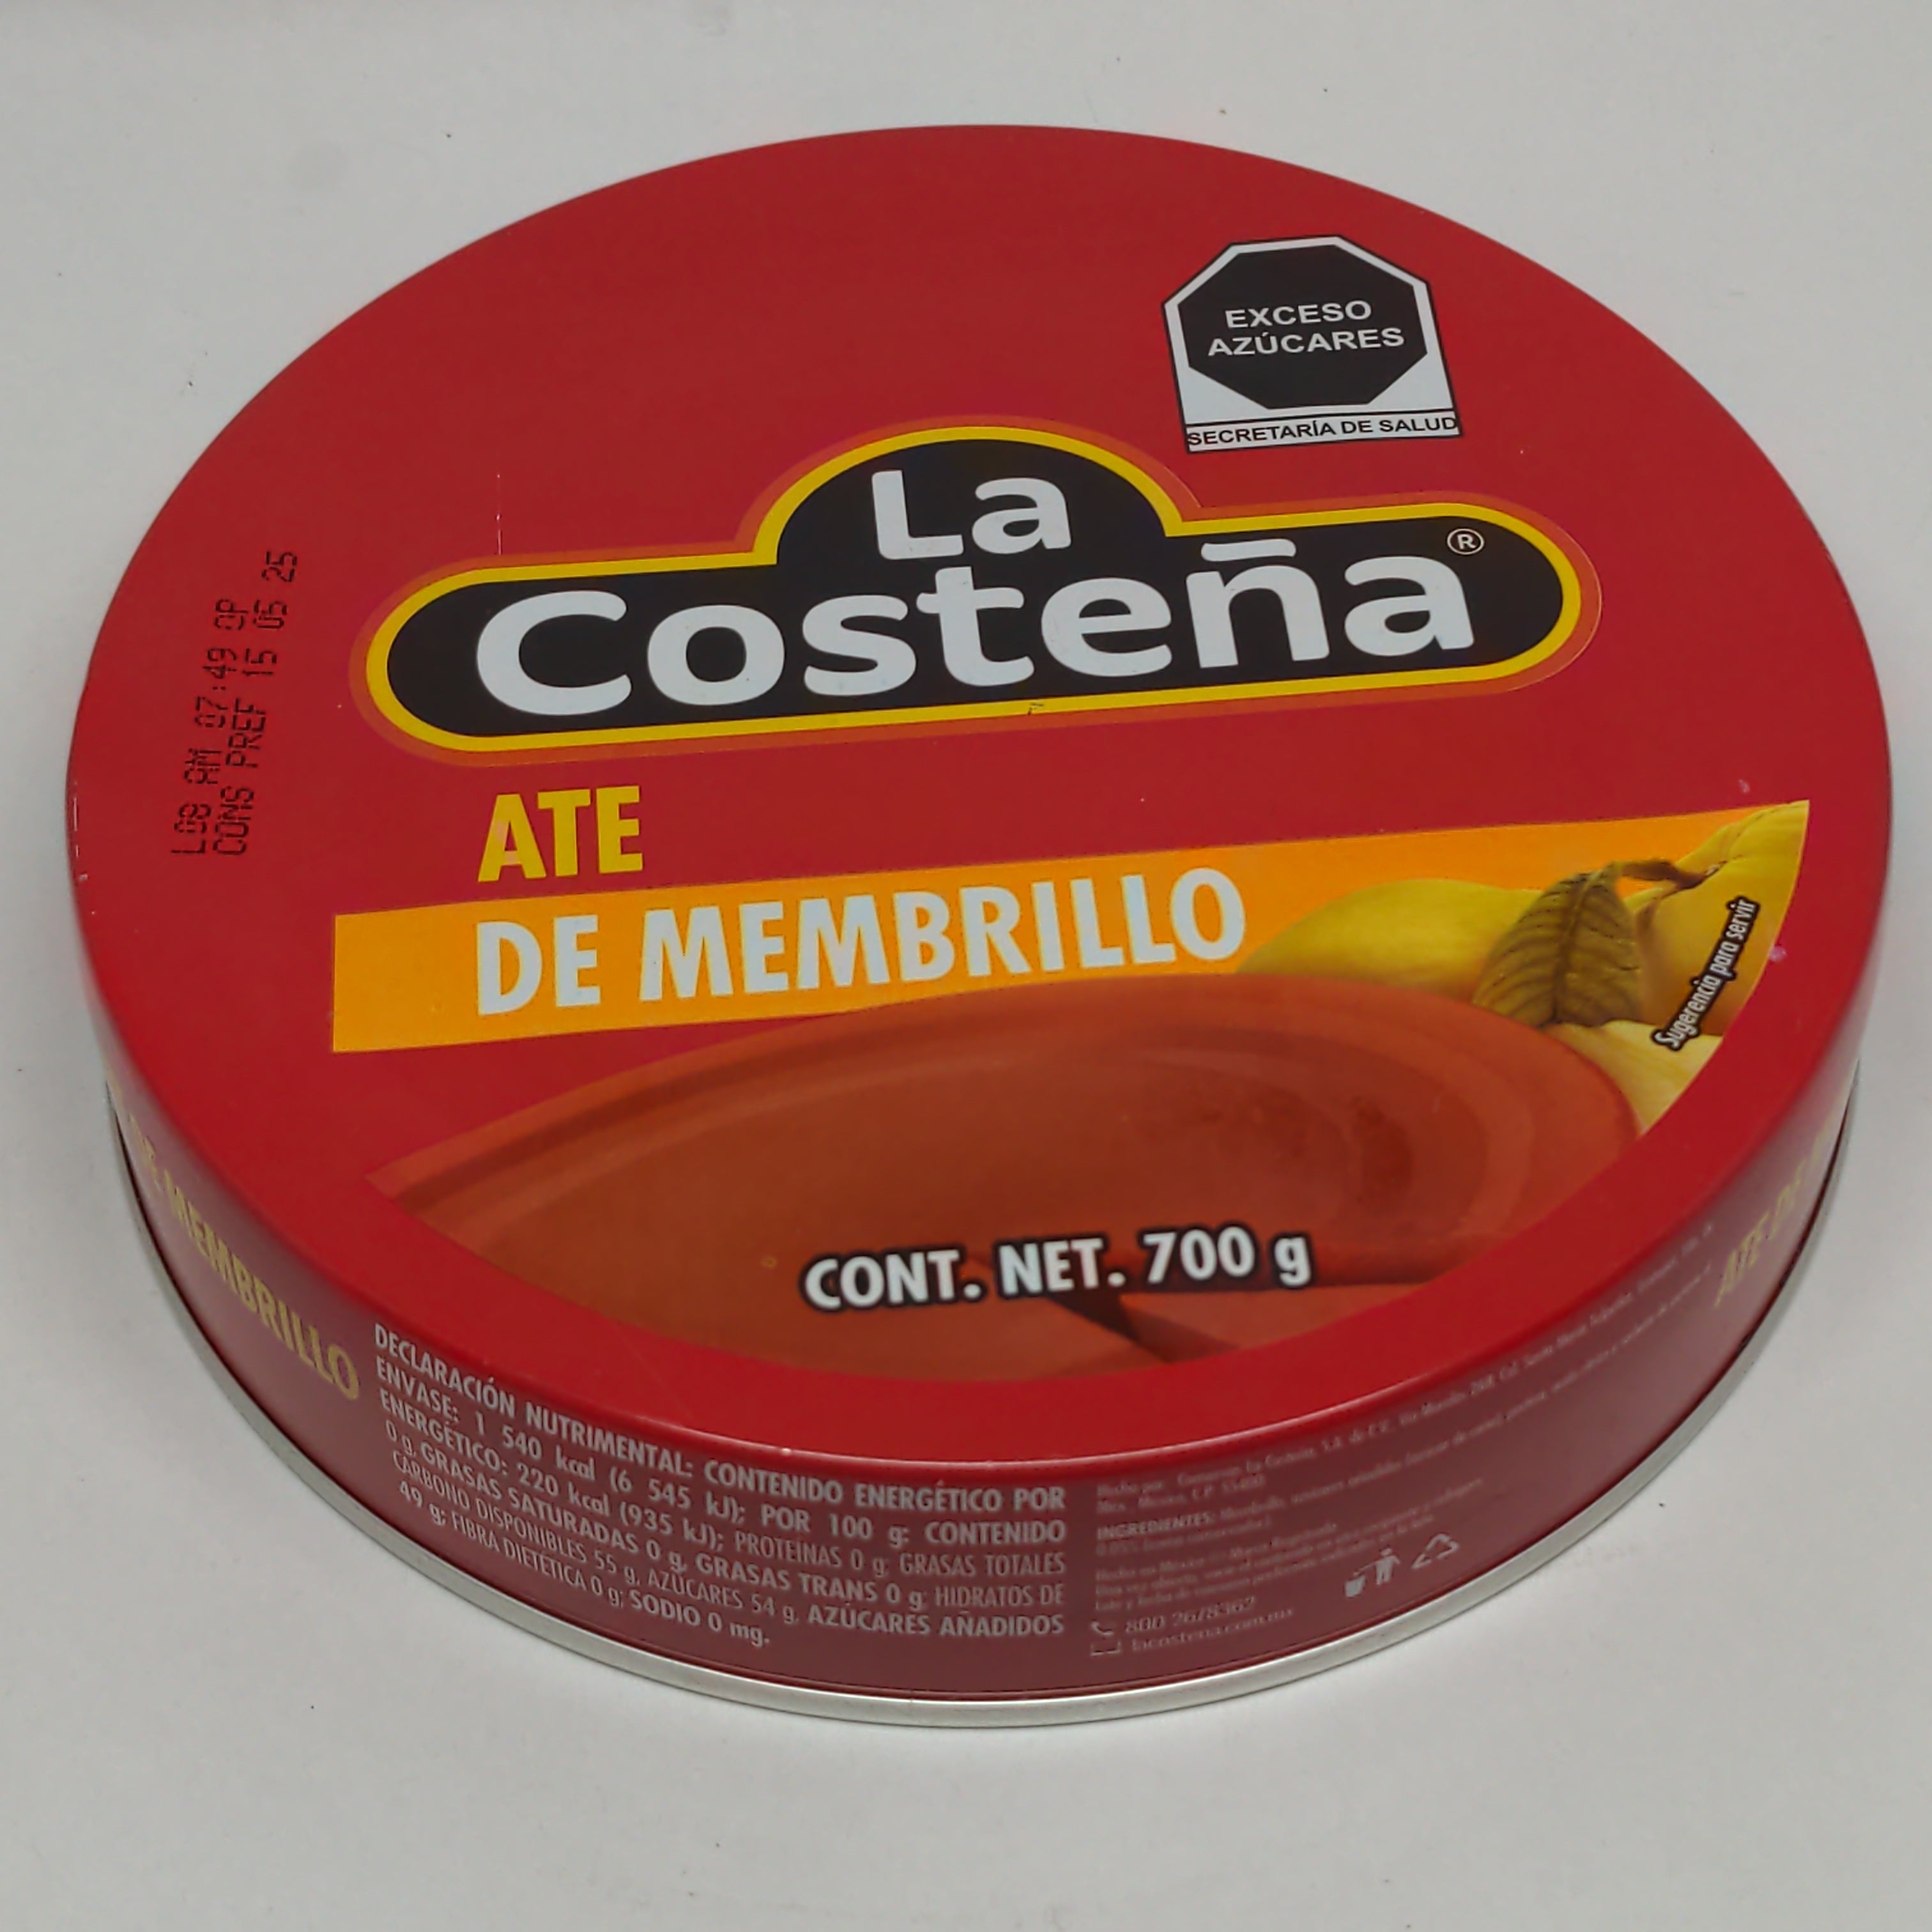 EXCESO
AZÚCARES
SECRETARÍA DE SALUD
La
Costeña®
L08 AM 07:49 OP
CONS PREF 15 06 25
ATE
DE MEMBRILLO
Sugerencia para servir
CONT. NET. 700 g
DE MEMBRILLO
DECLARACIÓN NUTRIMENTAL: CONTENIDO ENERGÉTICO POR
ENVASE: 1 540 kcal (6 545 kJ); POR 100 g: CONTENIDO
ENERGÉTICO: 220 kcal (935 kJ); PROTEÍNAS 0 g; GRASAS TOTALES
0 g, GRASAS SATURADAS 0 g, GRASAS TRANS 0 g; HIDRATOS DE
CARBONO DISPONIBLES 55 g, AZÚCARES 54 g, AZÚCARES AÑADIDOS
49 g; FIBRA DIETÉTICA 0 g; SODIO 0 mg.
INGREDIENTES: Membrillo,
800 2678362
lacostena.com.mx
ATE DE